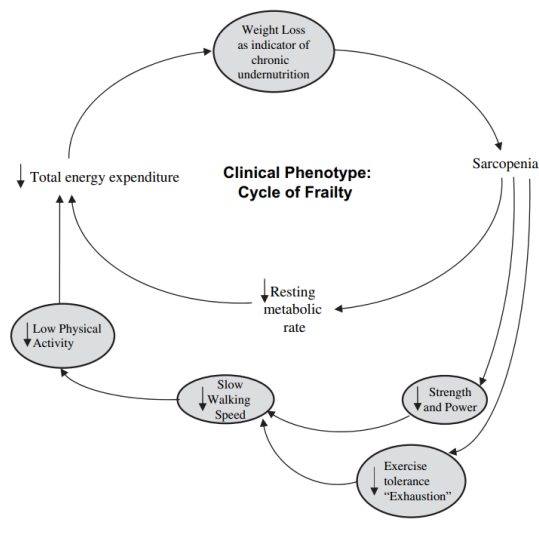 Weight Loss
as indicator of
chronic
undernutrition
Sarcopenia
↓ Total energy expenditure
Clinical Phenotype:
Cycle of Frailty
↓ Resting
metabolic
rate
↓ Low Physical
Activity
↓ Slow
Walking
Speed
↓ Strength
and Power
↓ Exercise
tolerance
“Exhaustion”